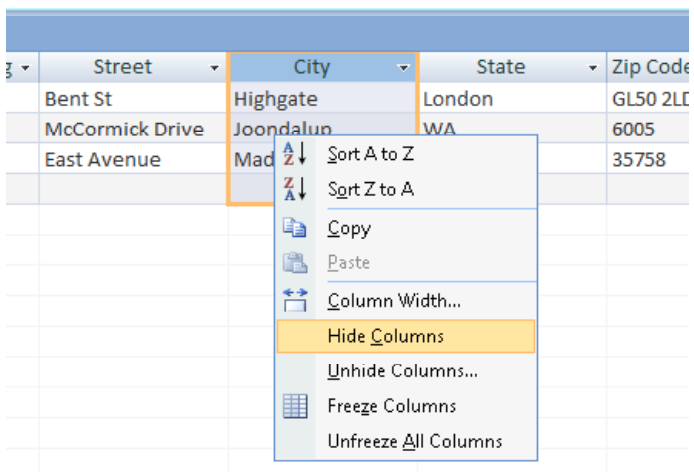 g Street City State Zip Code
Bent St Highgate London GL50 2LD
McCormick Drive Joondalup WA 6005
East Avenue Mad 35758
Sort A to Z
Sort Z to A
Copy
Paste
Column Width...
Hide Columns
Unhide Columns...
Freeze Columns
Unfreeze All Columns